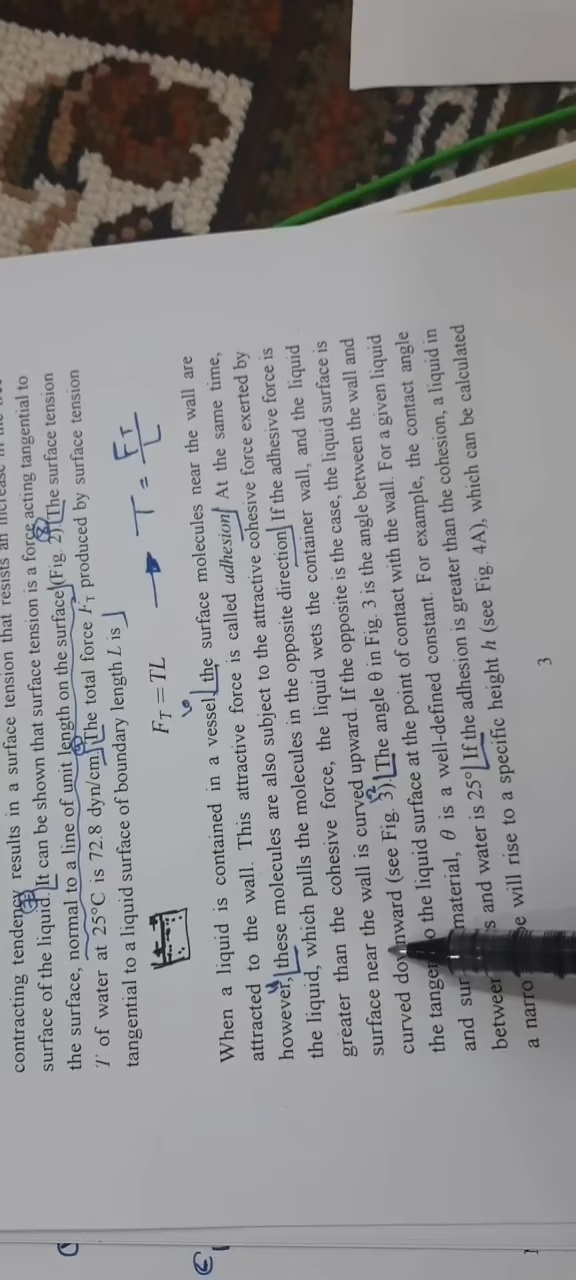 contracting tendency results in a surface tension that resists an increase in the
surface of the liquid. It can be shown that surface tension is a force acting tangential to
the surface, normal to a line of unit length on the surface (Fig. 2). The surface tension
T of water at 25°C is 72.8 dyn/cm. The total force F_T produced by surface tension
tangential to a liquid surface of boundary length L is
F_T = TL → T = F_T/L
When a liquid is contained in a vessel, the surface molecules near the wall are
attracted to the wall. This attractive force is called adhesion. At the same time,
however, these molecules are also subject to the attractive cohesive force exerted by
the liquid, which pulls the molecules in the opposite direction. If the adhesive force is
greater than the cohesive force, the liquid wets the container wall, and the liquid
surface near the wall is curved upward. If the opposite is the case, the liquid surface is
curved downward (see Fig. 3). The angle θ in Fig. 3 is the angle between the wall and
the tangent to the liquid surface at the point of contact with the wall. For a given liquid
and sur material, θ is a well-defined constant. For example, the contact angle
between s and water is 25°. If the adhesion is greater than the cohesion, a liquid in
a narro will rise to a specific height h (see Fig. 4A), which can be calculated
3